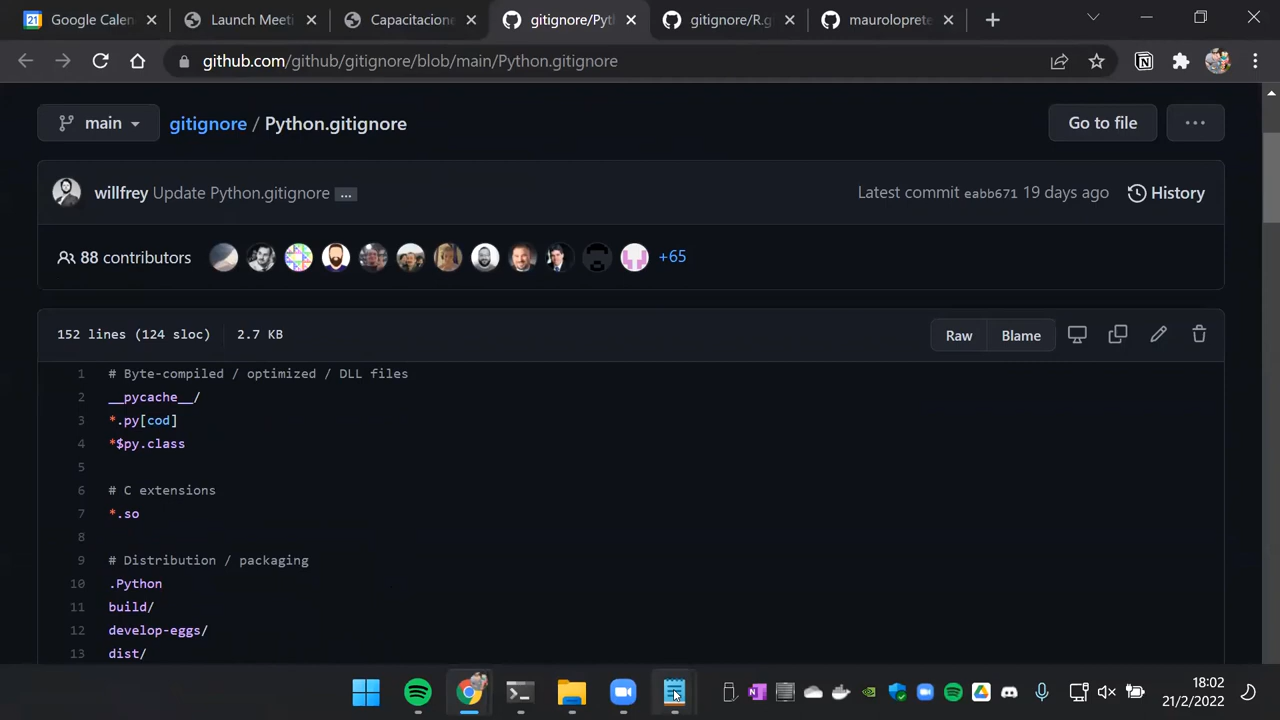 Google Calen
Launch Meeti
Capacitacione
gitignore/Pyt
gitignore/R.g
mauroloprete
github.com/github/gitignore/blob/main/Python.gitignore
main
gitignore / Python.gitignore
Go to file
willfrey Update Python.gitignore ...
Latest commit eabb671 19 days ago
History
88 contributors
+65
152 lines (124 sloc)
2.7 KB
Raw
Blame
1 # Byte-compiled / optimized / DLL files
2 __pycache__/
3 *.py[cod]
4 *$py.class
5
6 # C extensions
7 *.so
8
9 # Distribution / packaging
10 .Python
11 build/
12 develop-eggs/
13 dist/
18:02
21/2/2022